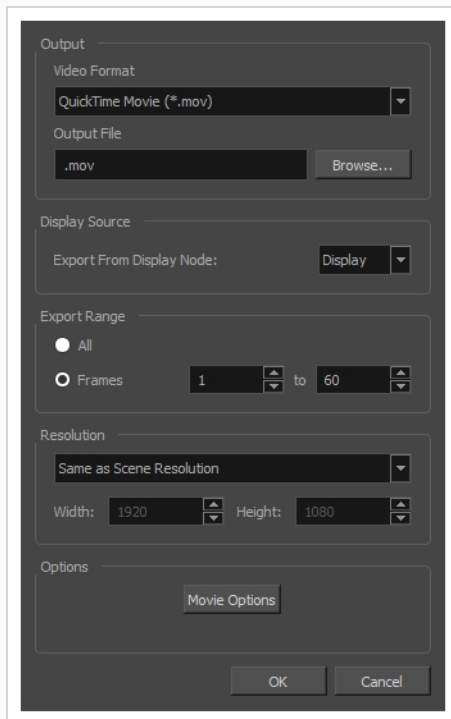 Output
Video Format
QuickTime Movie (*.mov)
Output File
.mov Browse...
Display Source
Export From Display Node: Display
Export Range
All
Frames 1 to 60
Resolution
Same as Scene Resolution
Width: 1920 Height: 1080
Options
Movie Options
OK Cancel